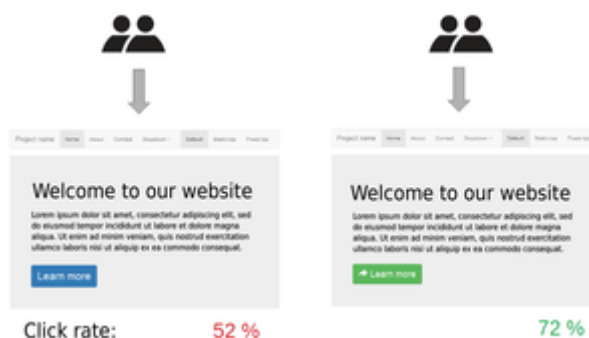 Project name Home About Contact Dropdown Default Static top Fixed top
Welcome to our website
Lorem ipsum dolor sit amet, consectetur adipiscing elit, sed
do eiusmod tempor incididunt ut labore et dolore magna
aliqua. Ut enim ad minim veniam, quis nostrud exercitation
ullamco laboris nisi ut aliquip ex ea commodo consequat.
Learn more
Click rate: 52 %
Project name Home About Contact Dropdown Default Static top Fixed top
Welcome to our website
Lorem ipsum dolor sit amet, consectetur adipiscing elit, sed
do eiusmod tempor incididunt ut labore et dolore magna
aliqua. Ut enim ad minim veniam, quis nostrud exercitation
ullamco laboris nisi ut aliquip ex ea commodo consequat.
Learn more
72 %